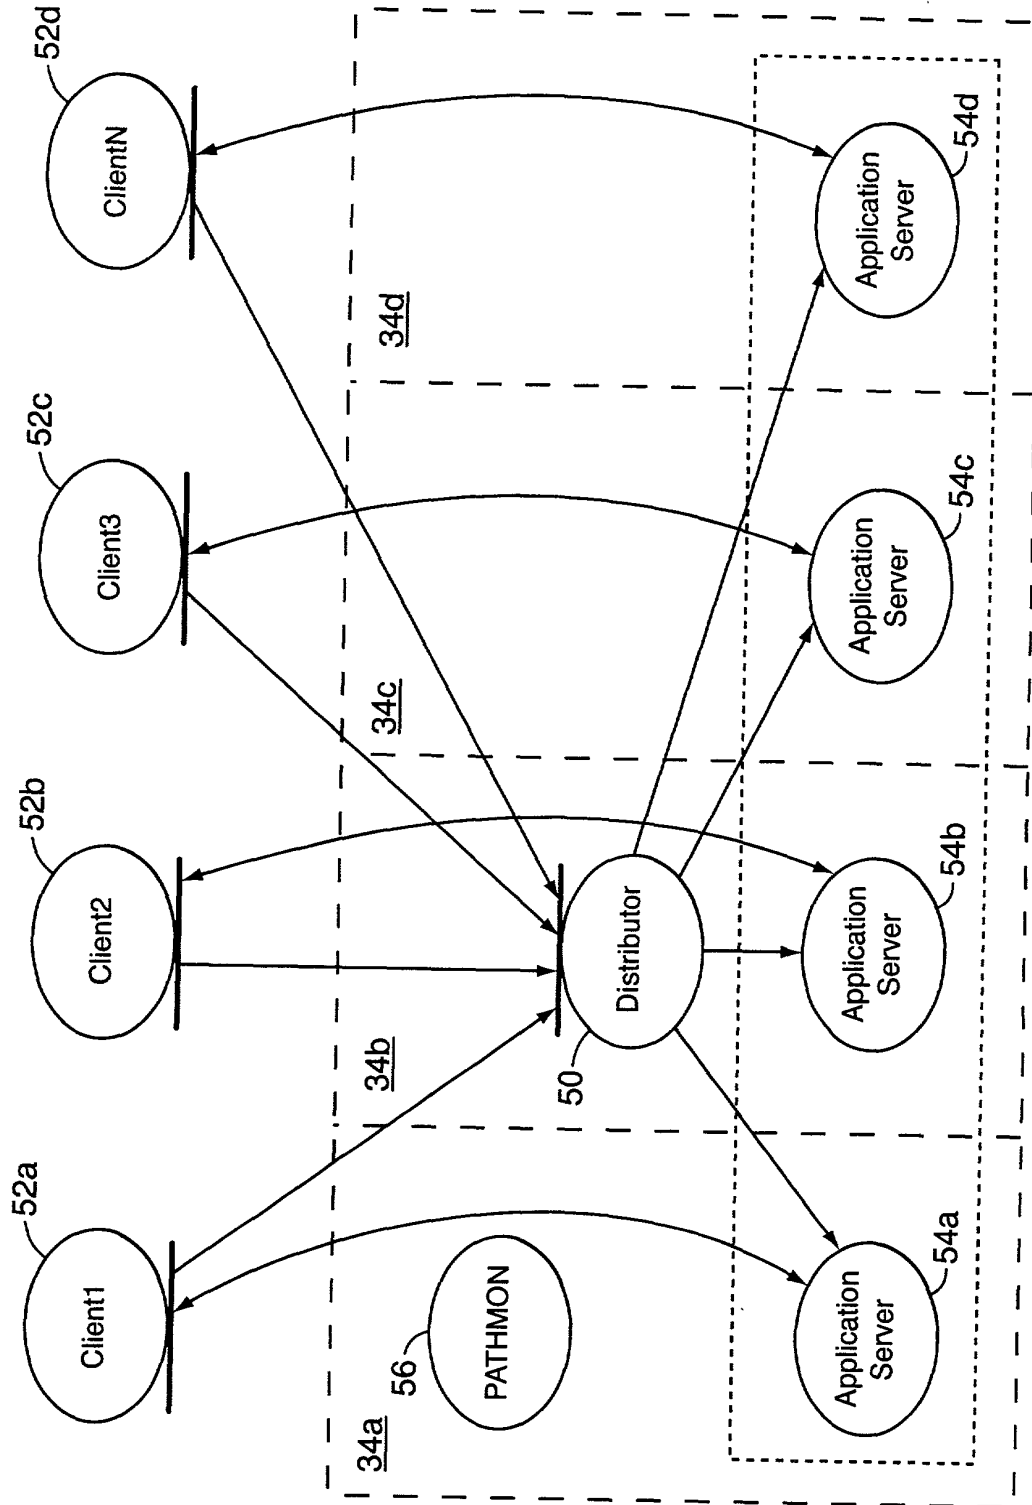 52a
52b
52c
52d
Client1
Client2
Client3
ClientN
34a
34b
34c
34d
56
PATHMON
50
Distributor
Application
Server
54a
Application
Server
54b
Application
Server
54c
Application
Server
54d